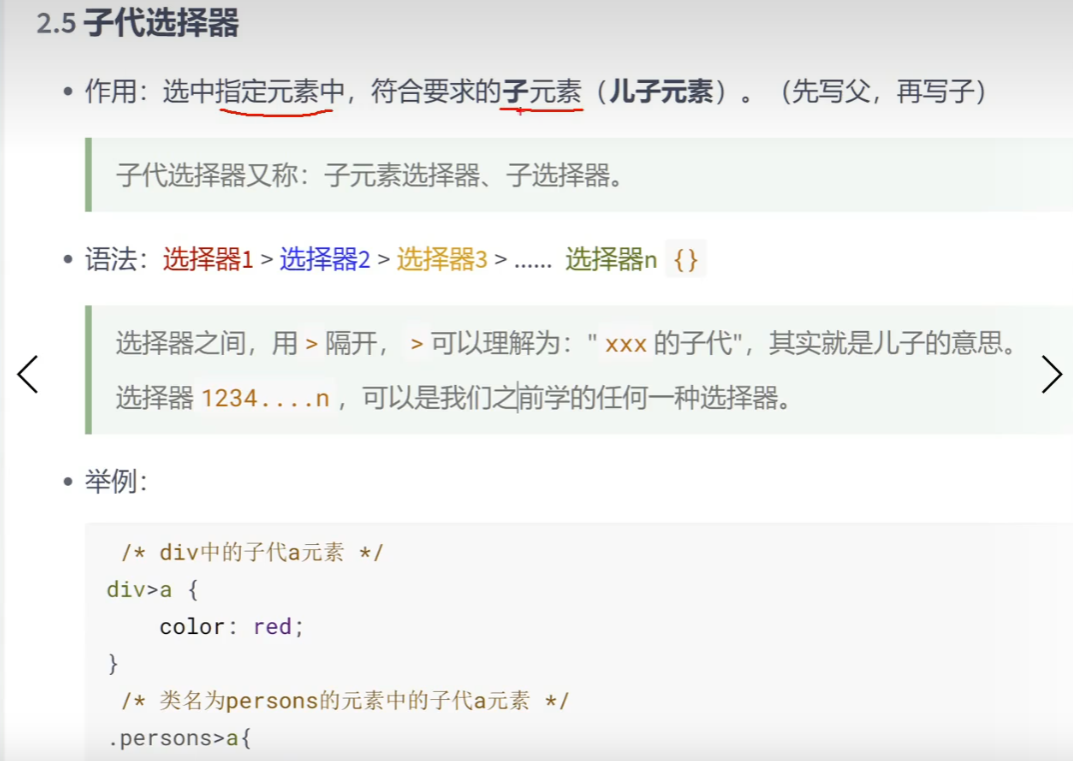 2.5 子代选择器
• 作用：选中指定元素中，符合要求的子元素（儿子元素）。（先写父，再写子）
子代选择器又称：子元素选择器、子选择器。
• 语法：选择器1 > 选择器2 > 选择器3 > ...... 选择器n {}
选择器之间，用 > 隔开， > 可以理解为：" xxx 的子代"，其实就是儿子的意思。
选择器 1234....n ，可以是我们之前学的任何一种选择器。
• 举例：
/* div中的子代a元素 */
div>a {
color: red;
}
/* 类名为persons的元素中的子代a元素 */
.persons>a{